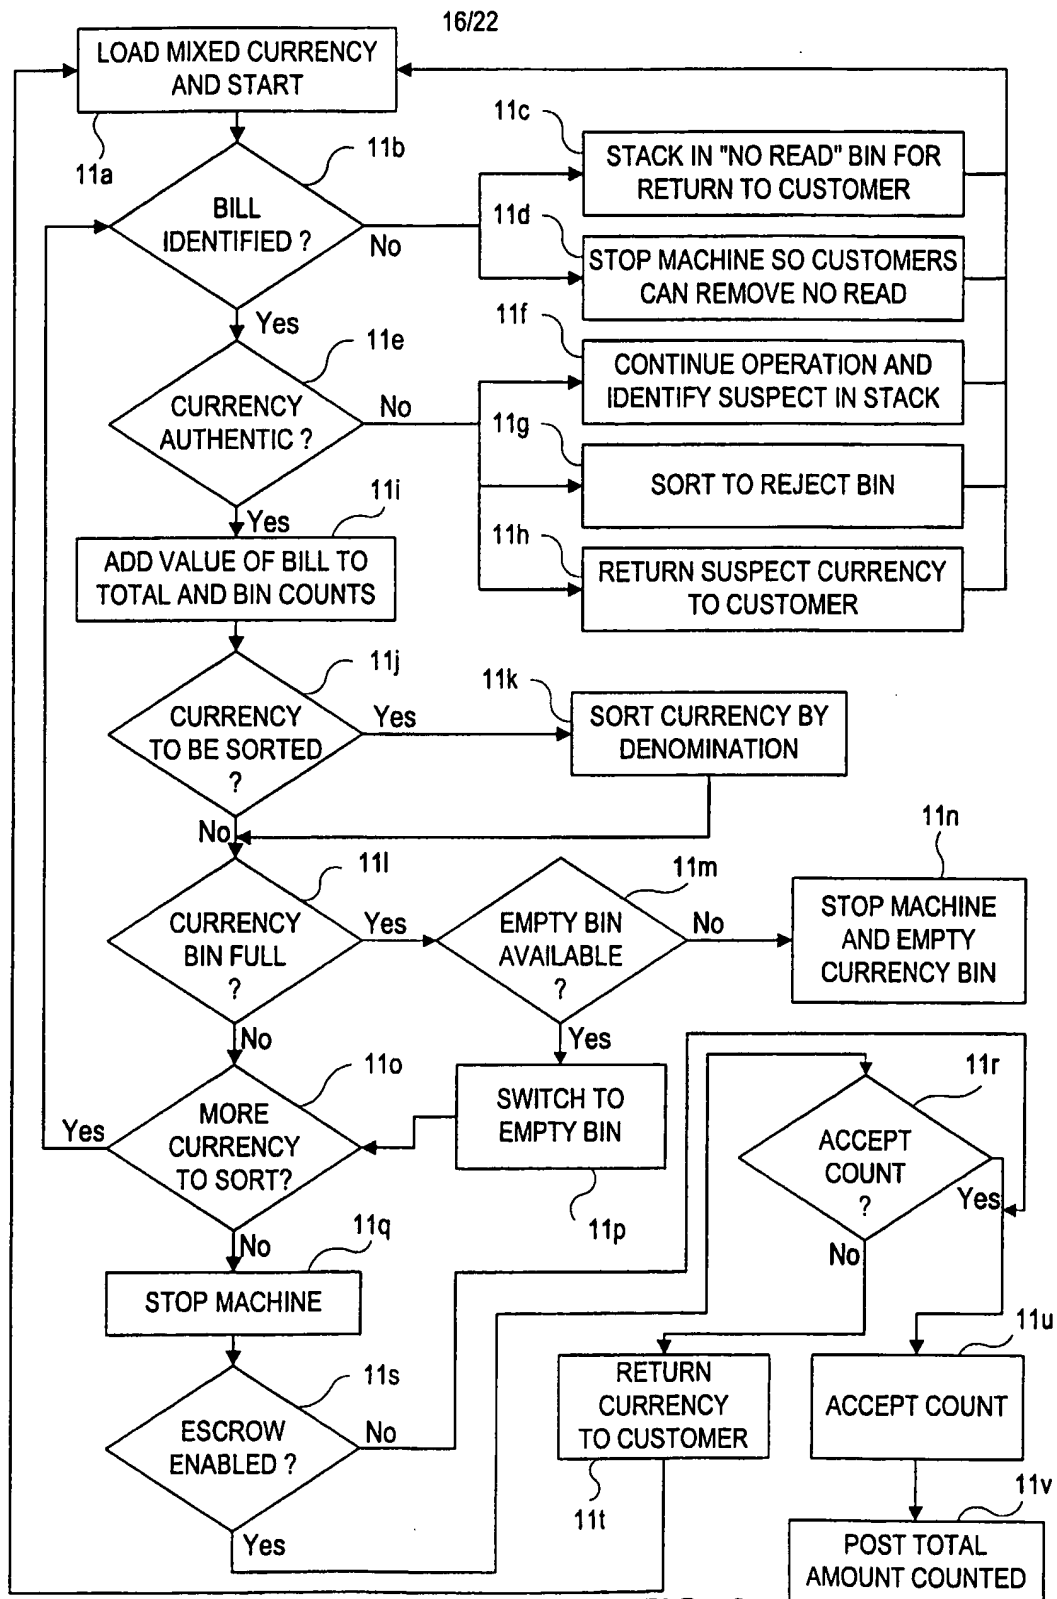 16/22
LOAD MIXED CURRENCY
AND START
11a
11b
BILL
IDENTIFIED ?
No
Yes
11c
STACK IN "NO READ" BIN FOR
RETURN TO CUSTOMER
11d
STOP MACHINE SO CUSTOMERS
CAN REMOVE NO READ
11e
CURRENCY
AUTHENTIC ?
No
Yes
11f
CONTINUE OPERATION AND
IDENTIFY SUSPECT IN STACK
11g
SORT TO REJECT BIN
11h
RETURN SUSPECT CURRENCY
TO CUSTOMER
11i
ADD VALUE OF BILL TO
TOTAL AND BIN COUNTS
11j
CURRENCY
TO BE SORTED
?
Yes
No
11k
SORT CURRENCY BY
DENOMINATION
11l
CURRENCY
BIN FULL
?
Yes
No
11m
EMPTY BIN
AVAILABLE
?
No
Yes
11n
STOP MACHINE
AND EMPTY
CURRENCY BIN
11o
MORE
CURRENCY
TO SORT?
Yes
No
SWITCH TO
EMPTY BIN
11p
11r
ACCEPT
COUNT
?
Yes
No
11q
STOP MACHINE
11s
ESCROW
ENABLED ?
No
Yes
RETURN
CURRENCY
TO CUSTOMER
11t
11u
ACCEPT COUNT
11v
POST TOTAL
AMOUNT COUNTED